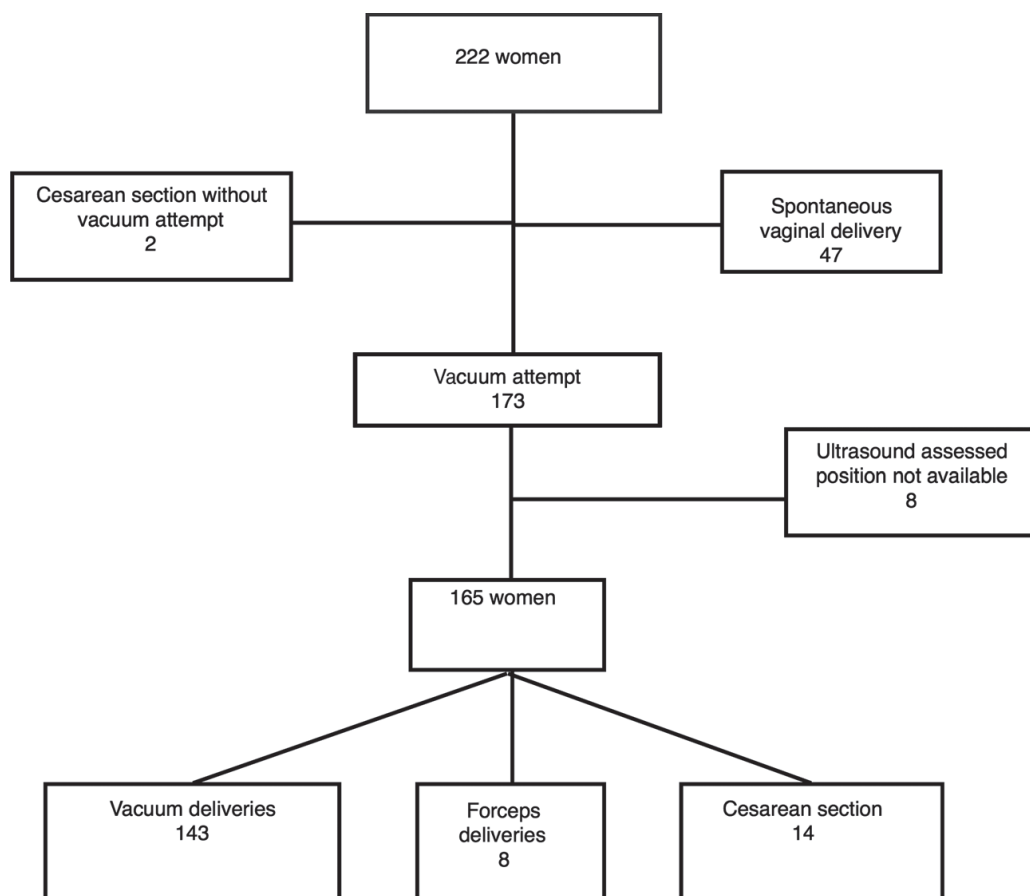 222 women
Cesarean section without
vacuum attempt
2
Spontaneous
vaginal delivery
47
Vacuum attempt
173
Ultrasound assessed
position not available
8
165 women
Vacuum deliveries
143
Forceps
deliveries
8
Cesarean section
14